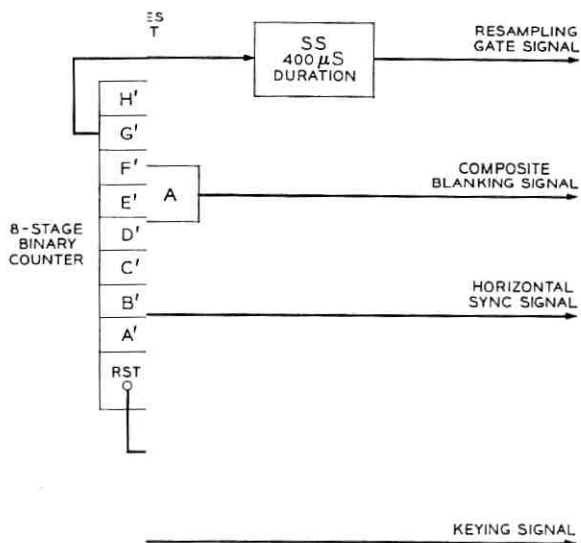 ES
T
SS
400 μS
DURATION
RESAMPLING
GATE SIGNAL
H'
G'
F'
E'
D'
C'
B'
A'
RST
8-STAGE
BINARY
COUNTER
A
COMPOSITE
BLANKING SIGNAL
HORIZONTAL
SYNC SIGNAL
KEYING SIGNAL